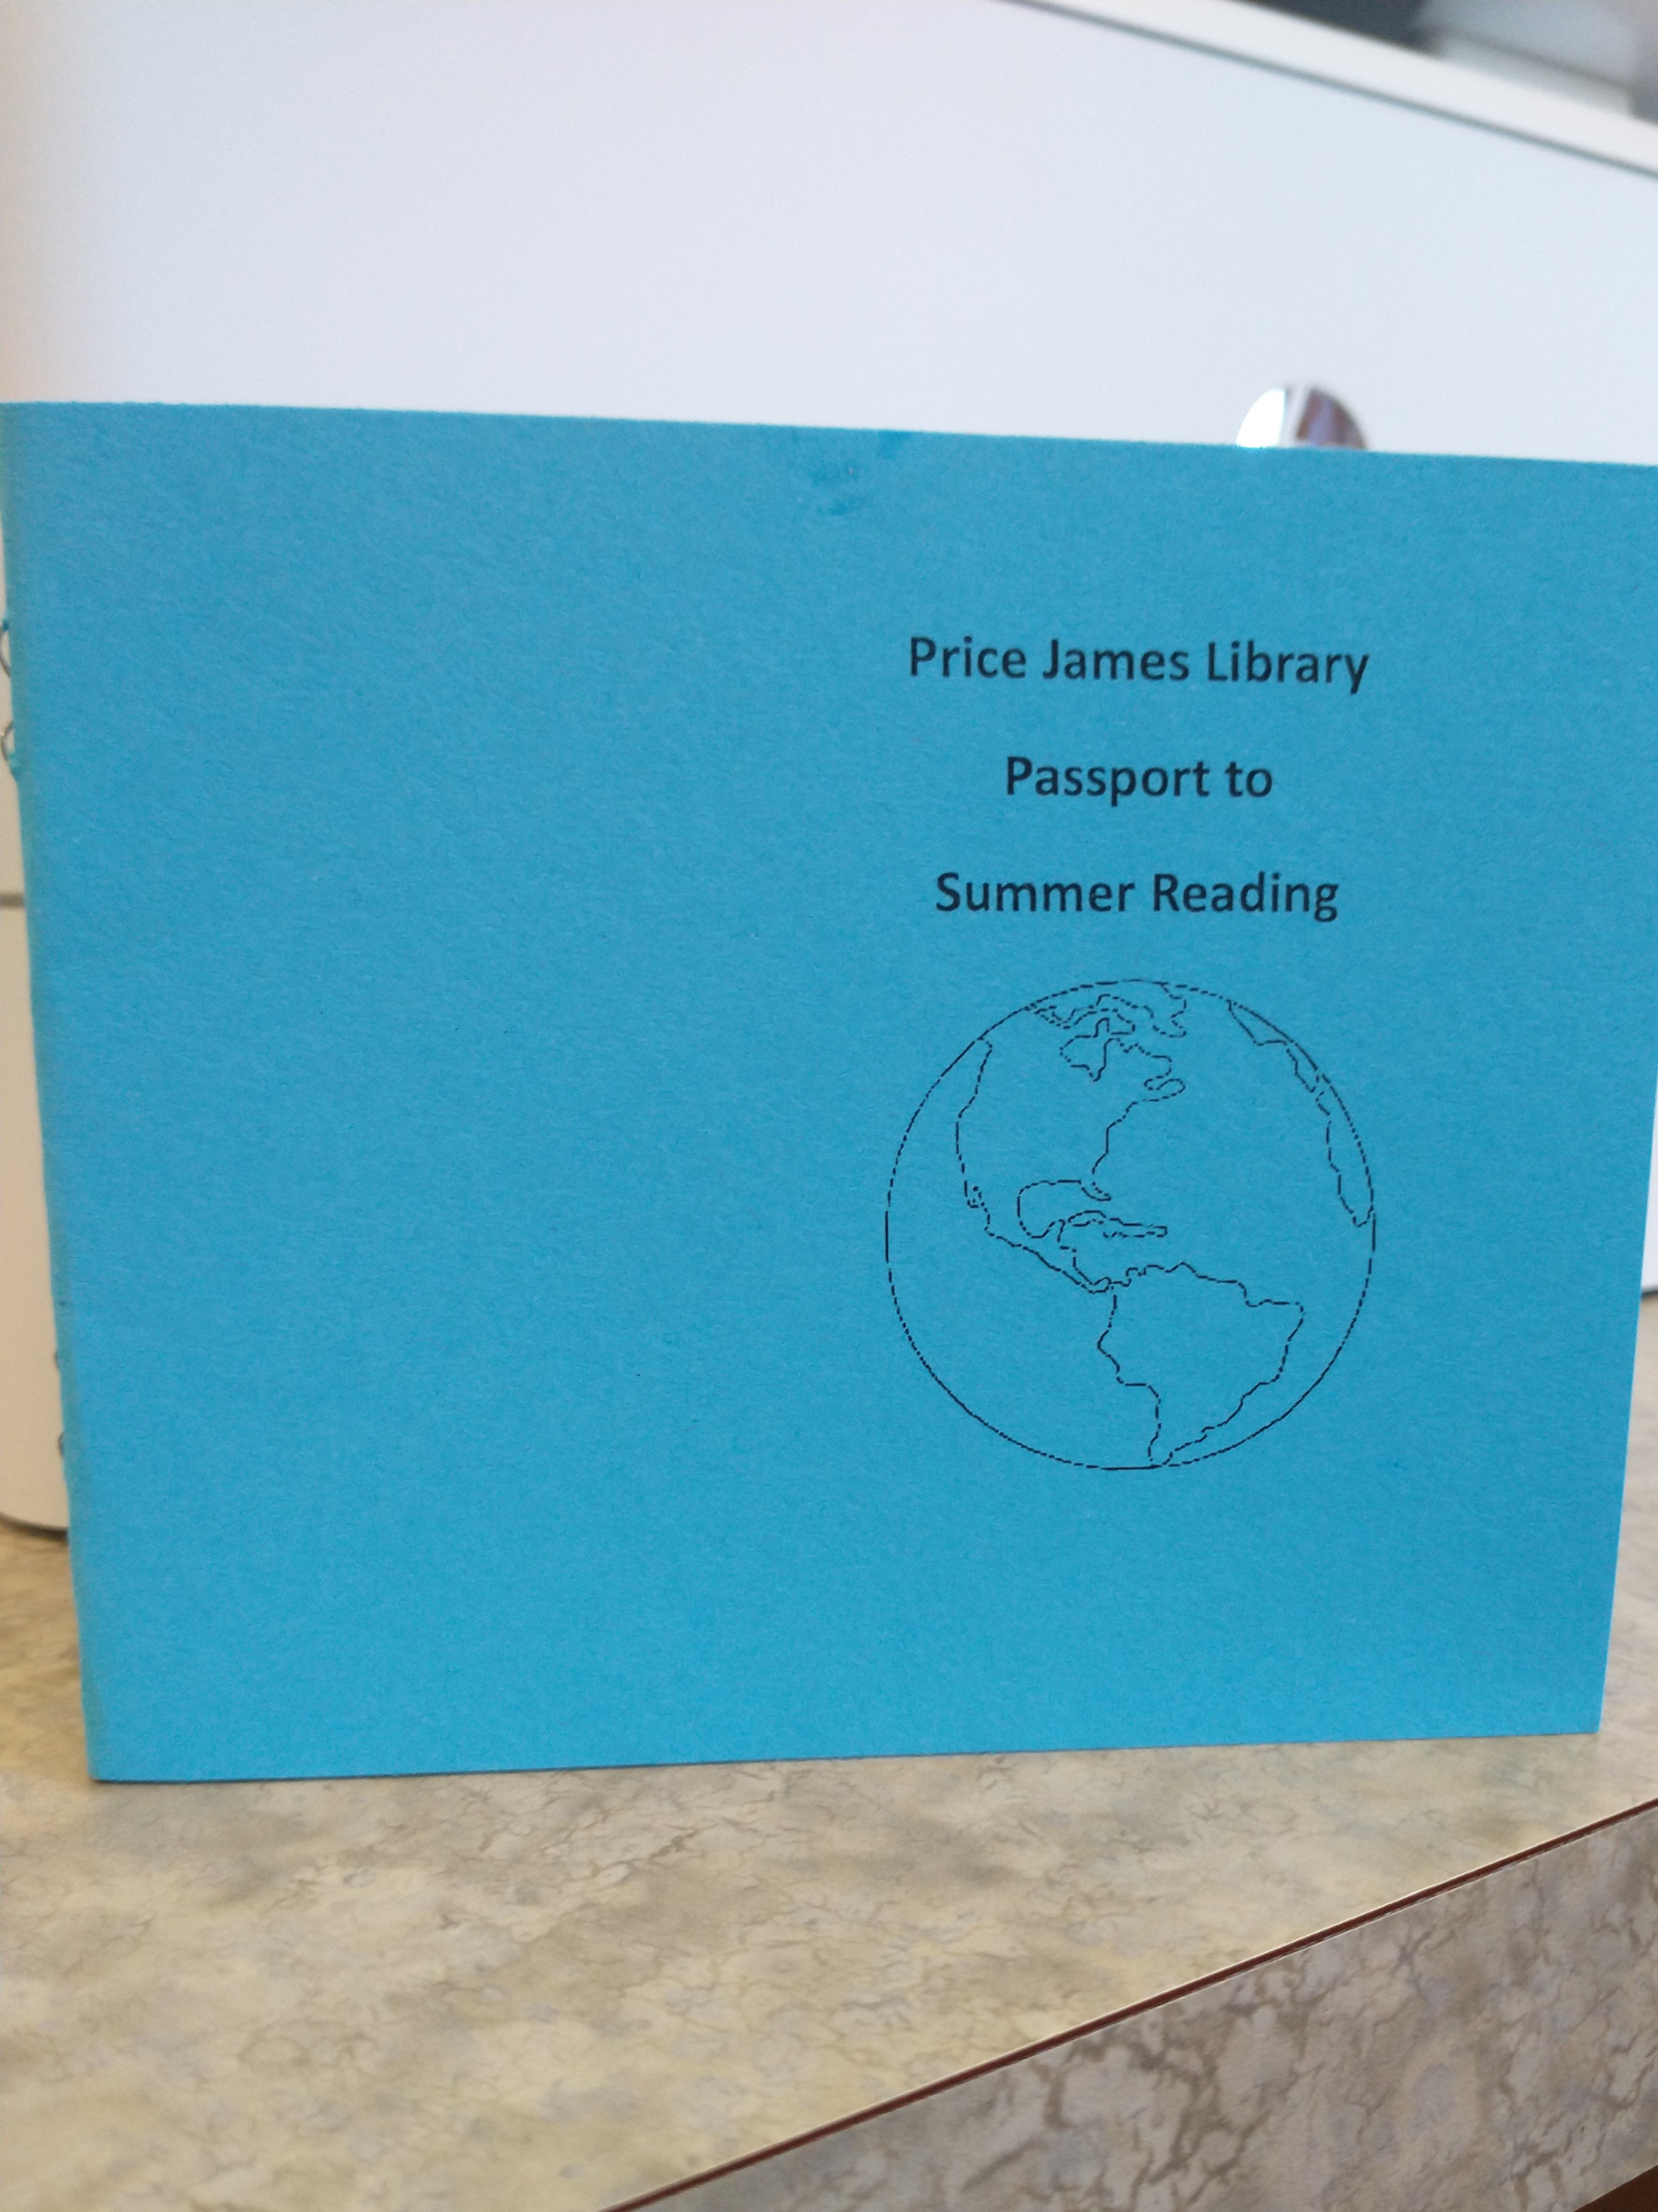 Price James Library
Passport to
Summer Reading